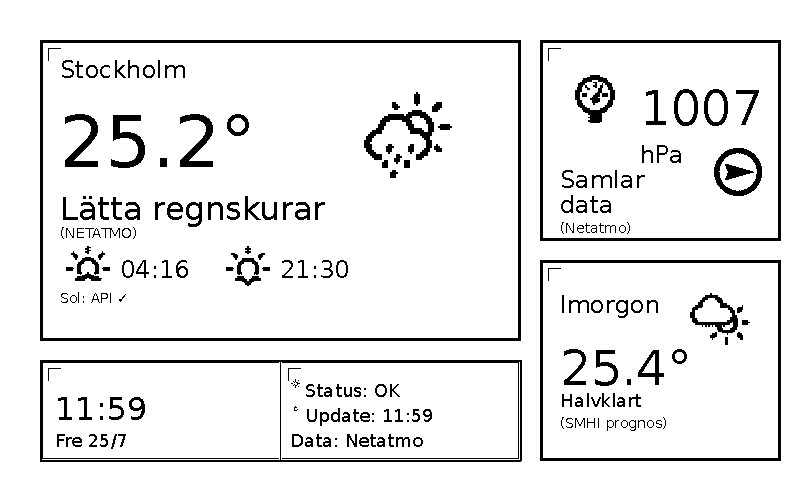 Stockholm
25.2°
Lätta regnskurar
(NETATMO)
04:16 21:30
Sol: API ✓
1007
hPa
Samlar
data
(Netatmo)
Imorgon
25.4°
Halvklart
(SMHI prognos)
11:59
Fre 25/7
Status: OK
Update: 11:59
Data: Netatmo